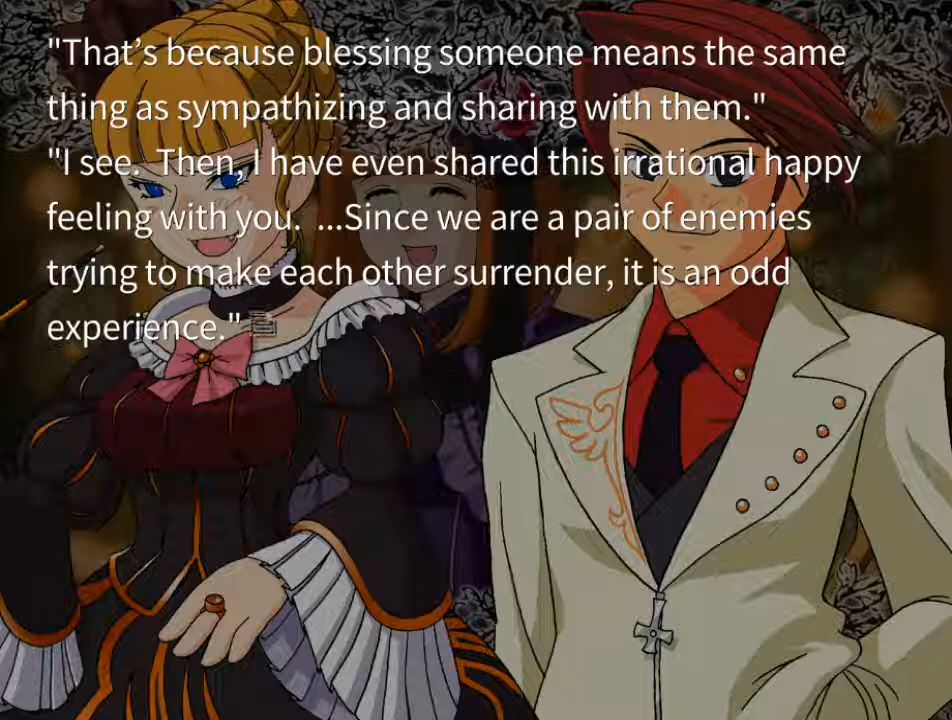 "That’s because blessing someone means the same
thing as sympathizing and sharing with them."
"I see.  Then, I have even shared this irrational happy
feeling with you.  ...Since we are a pair of enemies
trying to make each other surrender, it is an odd
experience."